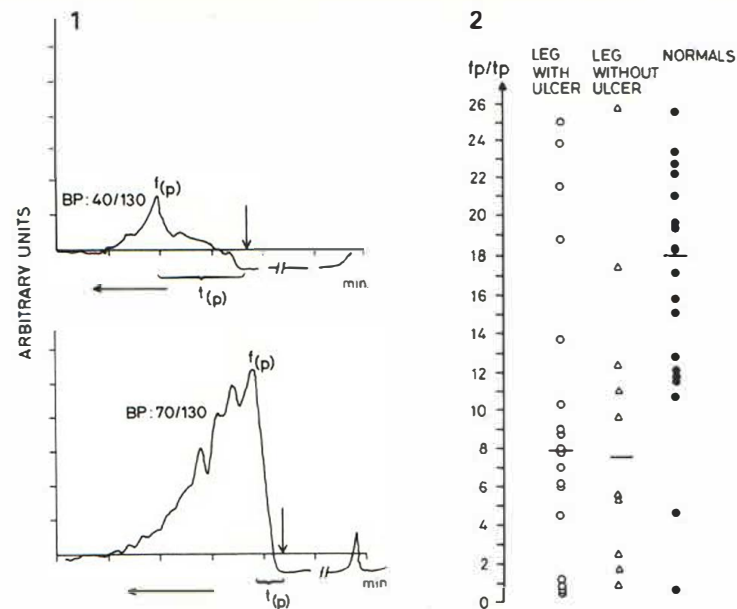 1
ARBITRARY UNITS
BP: 40/130
f(p)
t(p)
min.
BP: 70/130
f(p)
t(p)
min
2
fp/tp
LEG WITH ULCER
LEG WITHOUT ULCER
NORMALS
26
24
22
20
18
16
14
12
10
8
6
4
2
0